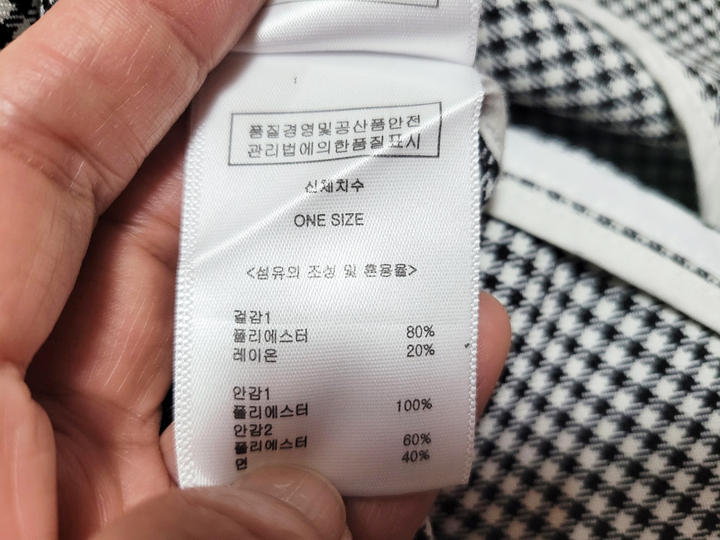 품질경영및공산품안전
관리법에의한품질표시
신체치수
ONE SIZE
<섬유의 조성 및 혼용율>
겉감1
폴리에스터 80%
레이온 20%
안감1
폴리에스터 100%
안감2
폴리에스터 60%
면 40%